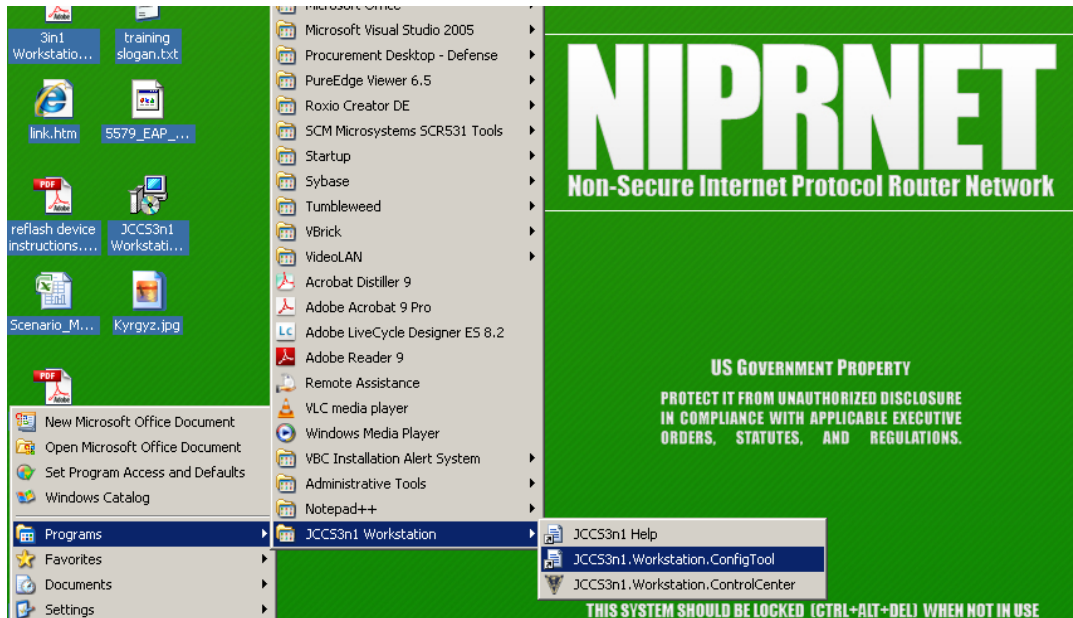 3in1
Workstatio...
training
slogan.txt
link.htm
5579_EAP_...
reflash device
instructions....
JCCS3n1
Workstati...
Scenario_M...
Kyrgyz.jpg
New Microsoft Office Document
Open Microsoft Office Document
Set Program Access and Defaults
Windows Catalog
Programs
Favorites
Documents
Settings
Microsoft Office
Microsoft Visual Studio 2005
Procurement Desktop - Defense
PureEdge Viewer 6.5
Roxio Creator DE
SCM Microsystems SCR531 Tools
Startup
Sybase
Tumbleweed
VBrick
VideoLAN
Acrobat Distiller 9
Adobe Acrobat 9 Pro
Adobe LiveCycle Designer ES 8.2
Adobe Reader 9
Remote Assistance
VLC media player
Windows Media Player
VBC Installation Alert System
Administrative Tools
Notepad++
JCCS3n1 Workstation
JCCS3n1 Help
JCCS3n1.Workstation.ConfigTool
JCCS3n1.Workstation.ControlCenter
NIPRNET
Non-Secure Internet Protocol Router Network
US GOVERNMENT PROPERTY
PROTECT IT FROM UNAUTHORIZED DISCLOSURE
IN COMPLIANCE WITH APPLICABLE EXECUTIVE
ORDERS, STATUTES, AND REGULATIONS.
THIS SYSTEM SHOULD BE LOCKED (CTRL+ALT+DEL) WHEN NOT IN USE